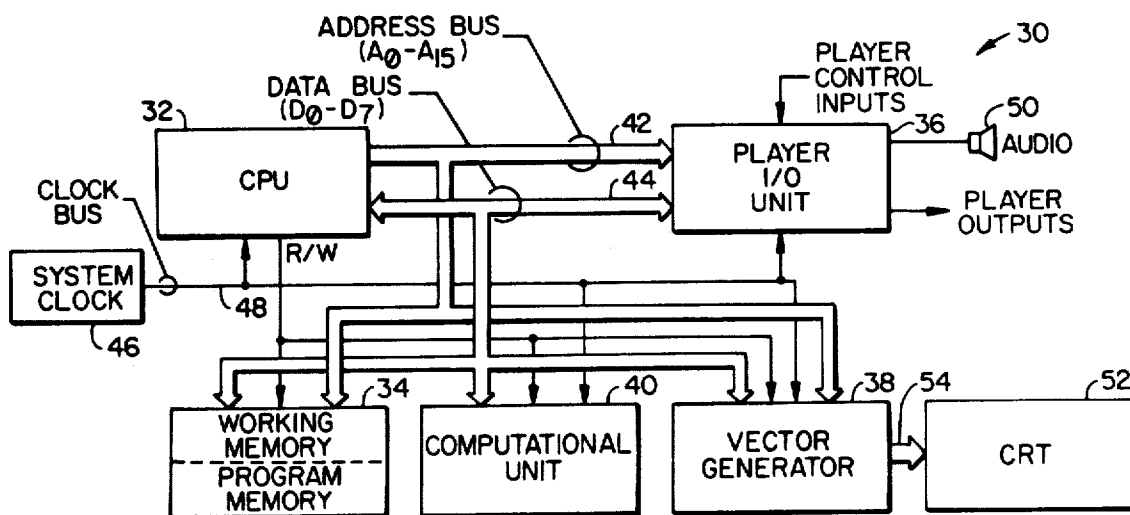 ADDRESS BUS
(AØ-A15)
30
DATA BUS
(DØ-D7)
PLAYER
CONTROL
INPUTS
32
42
36
50
CPU
PLAYER
I/O
UNIT
AUDIO
44
CLOCK
BUS
PLAYER
OUTPUTS
R/W
SYSTEM
CLOCK
48
46
34
40
38
54
52
WORKING
MEMORY
PROGRAM
MEMORY
COMPUTATIONAL
UNIT
VECTOR
GENERATOR
CRT